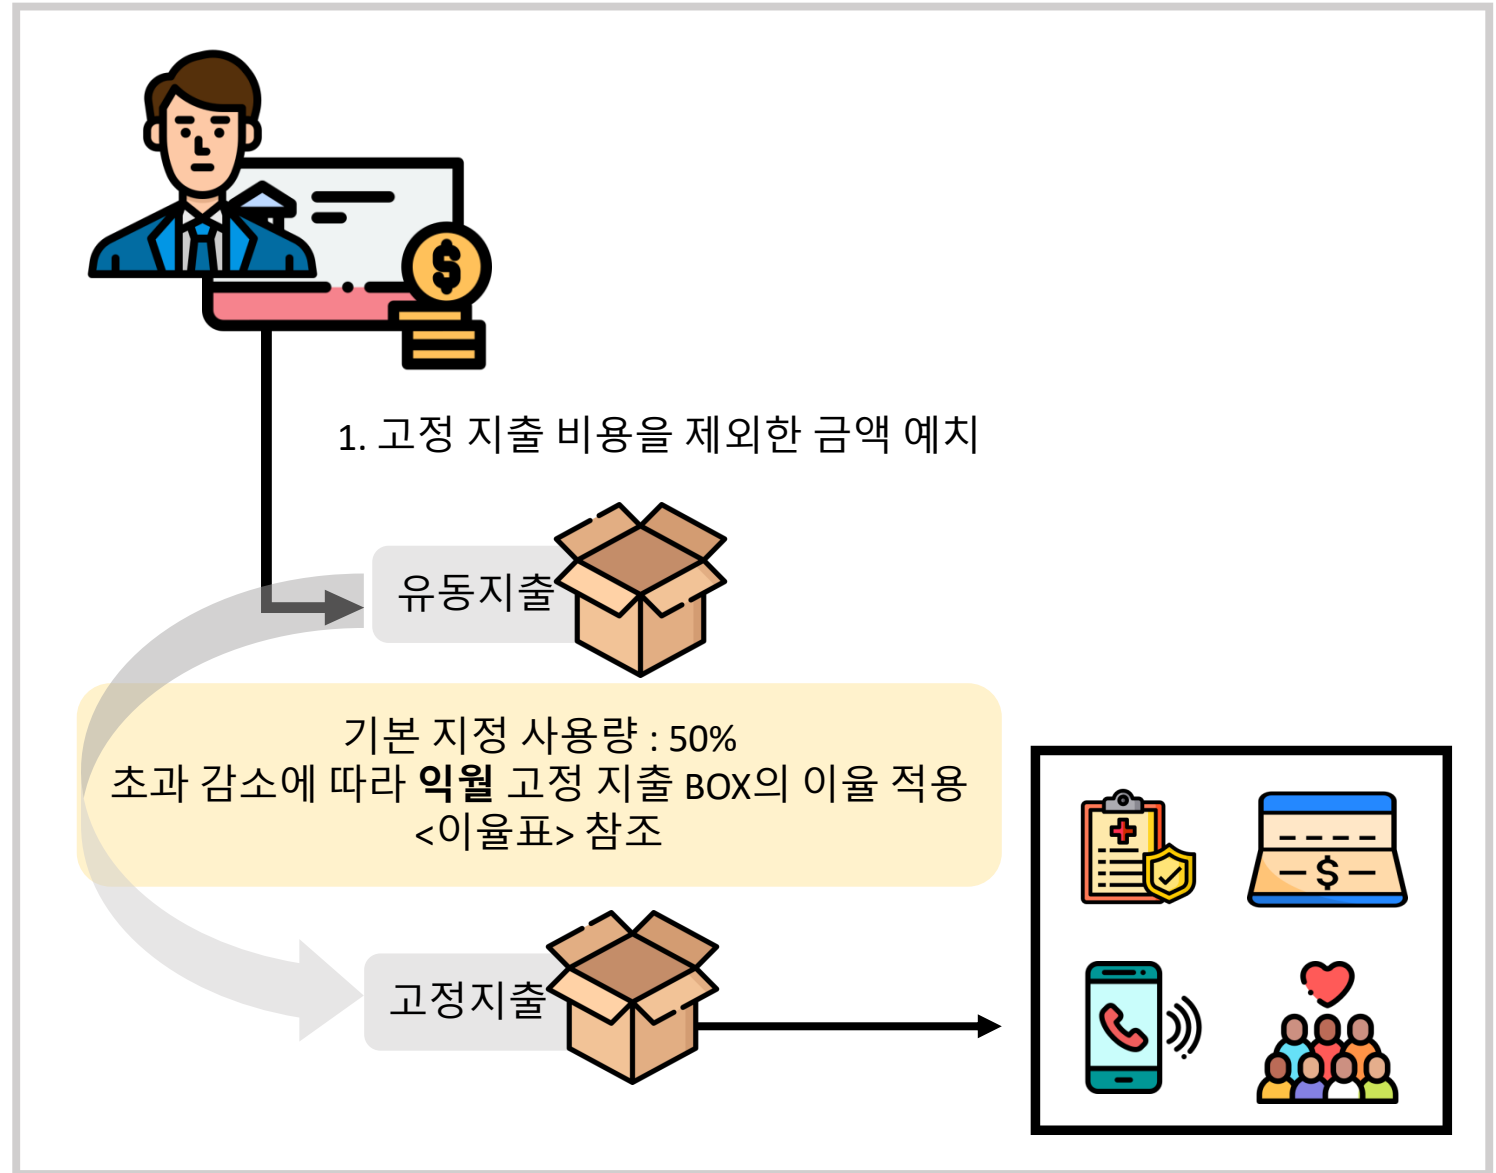 1. 고정 지출 비용을 제외한 금액 예치
유동지출
기본 지정 사용량 : 50%
초과 감소에 따라 익월 고정 지출 BOX의 이율 적용
<이율표> 참조
고정지출